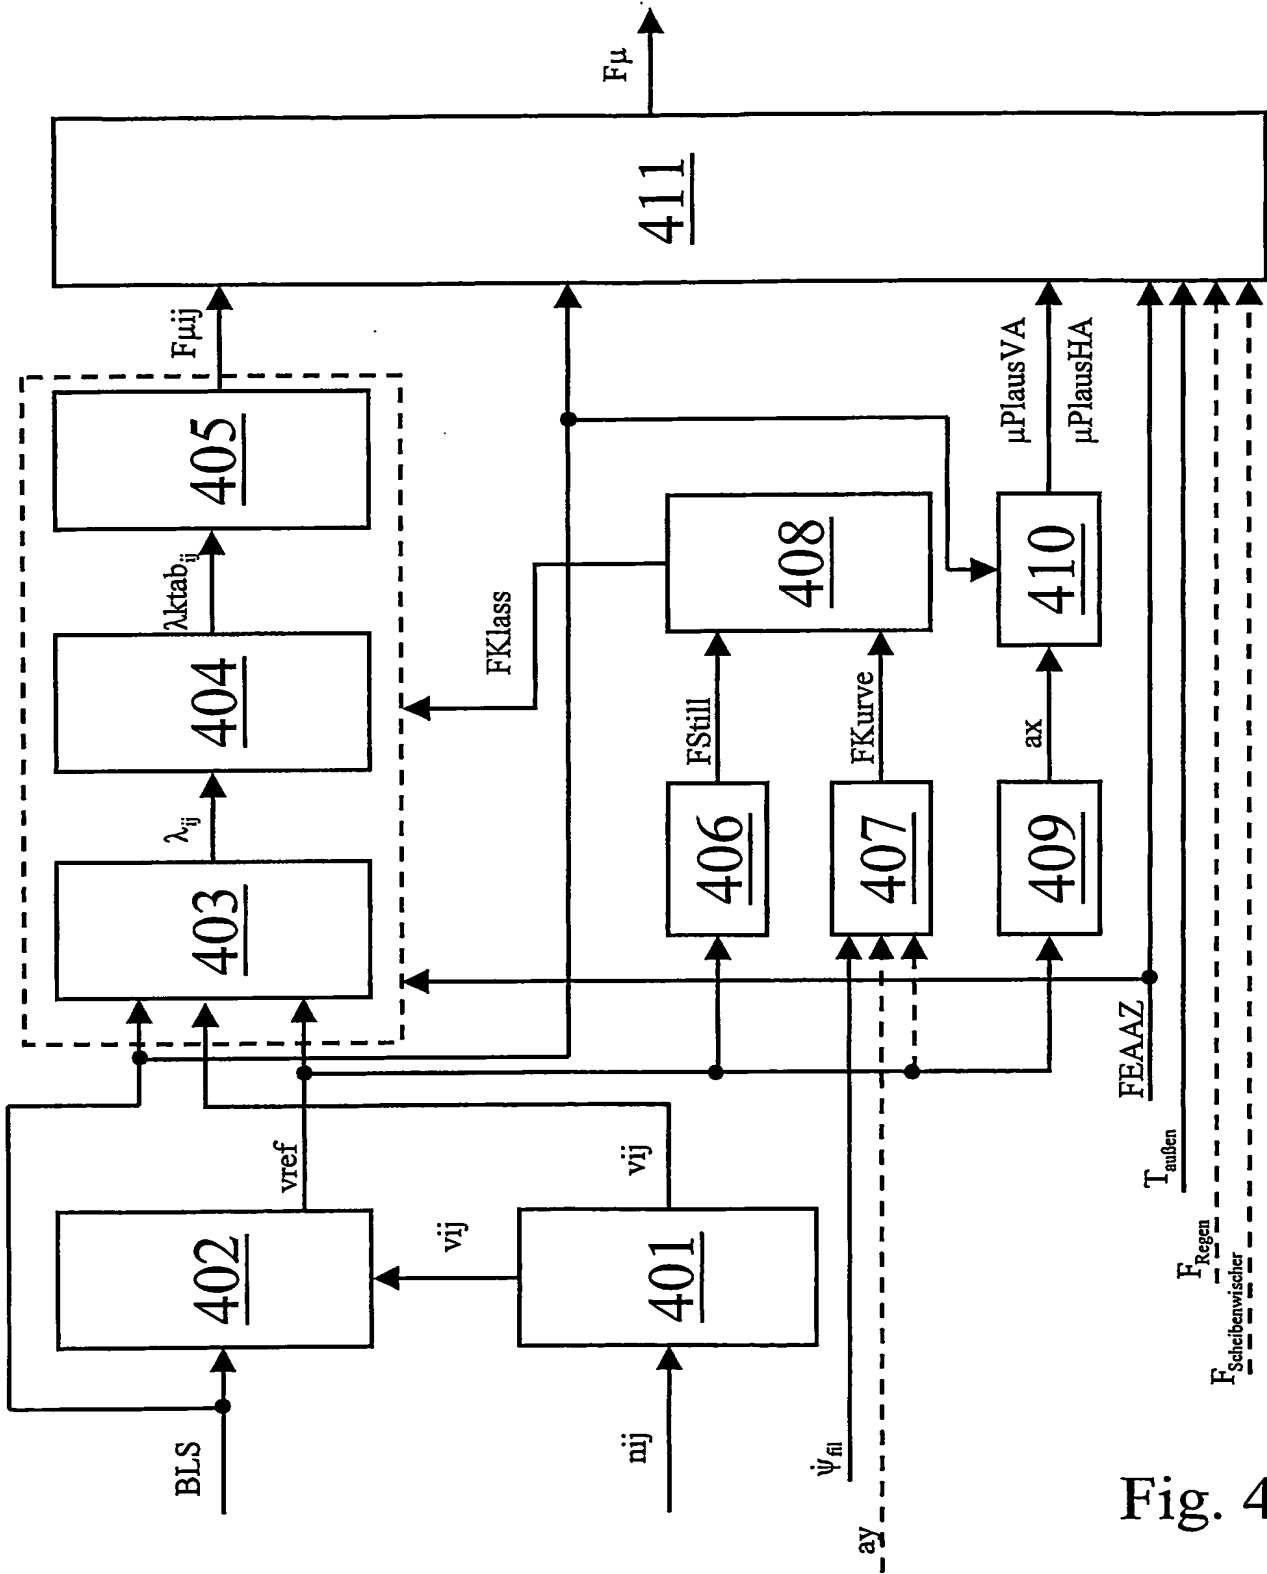 Fμ
411
Fμij
μPlausVA
μPlausHA
405
λktab_ij
404
λ_ij
403
FKlass
408
410
FStill
FKurve
ax
406
407
409
vref
vij
vij
402
401
BLS
nij
ψ̇_fil
ay
FEAAZ
T_außen
F_Regen
F_Scheibenwischer
Fig. 4